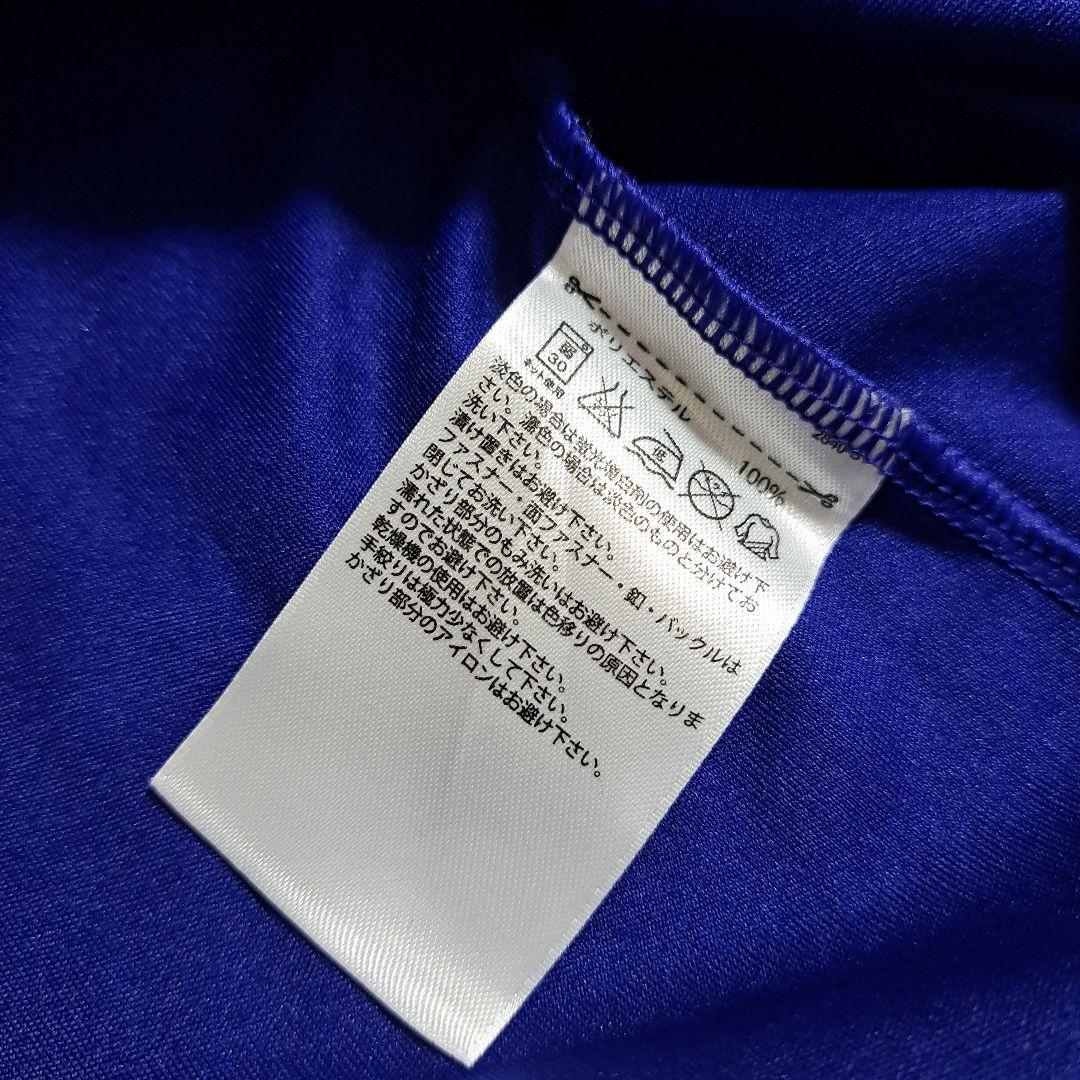 ポリエステル 100%
弱
30
ネット使用
淡色の場合は蛍光増白剤の使用はお避け下
さい。濃色の場合は淡色のものと分けてお
洗い下さい。
漬け置きはお避け下さい。
ファスナー・面ファスナー・釦・バックルは
閉じてお洗い下さい。
かざり部分のもみ洗いはお避け下さい。
濡れた状態での放置は色移りの原因となりま
すのでお避け下さい。
乾燥機の使用はお避け下さい。
手絞りは極力少なくして下さい。
かざり部分のアイロンはお避け下さい。